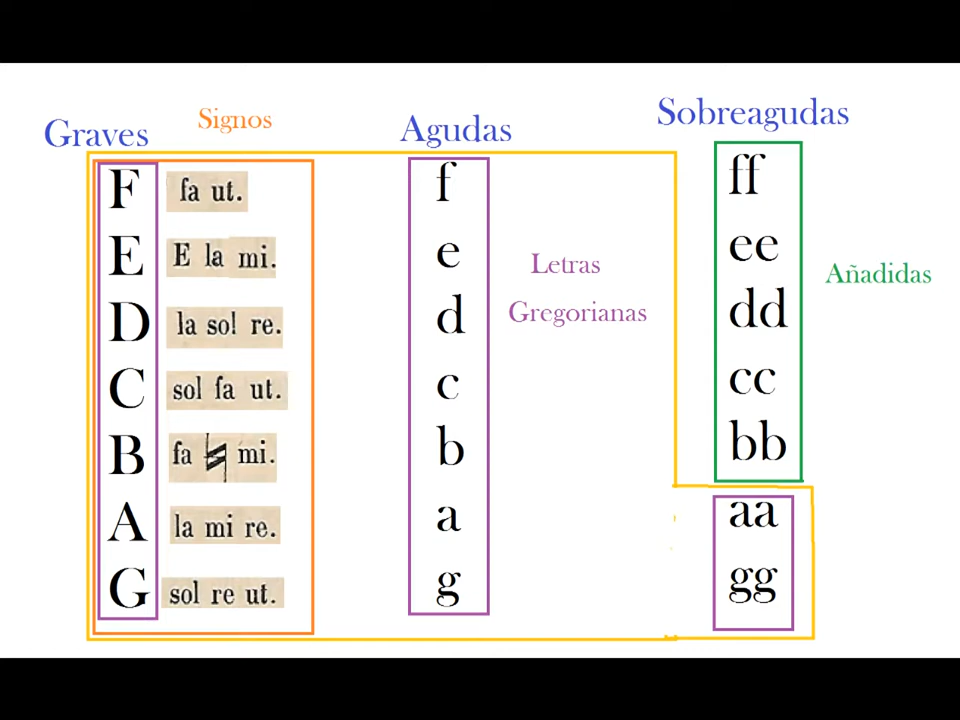 Graves Signos Agudas Sobreagudas
F fa ut. f ff
E E la mi. e ee
D la sol re. d dd
C sol fa ut. c cc
B fa ♮ mi. b bb
A la mi re. a aa
G sol re ut. g gg
Letras
Gregorianas
Añadidas